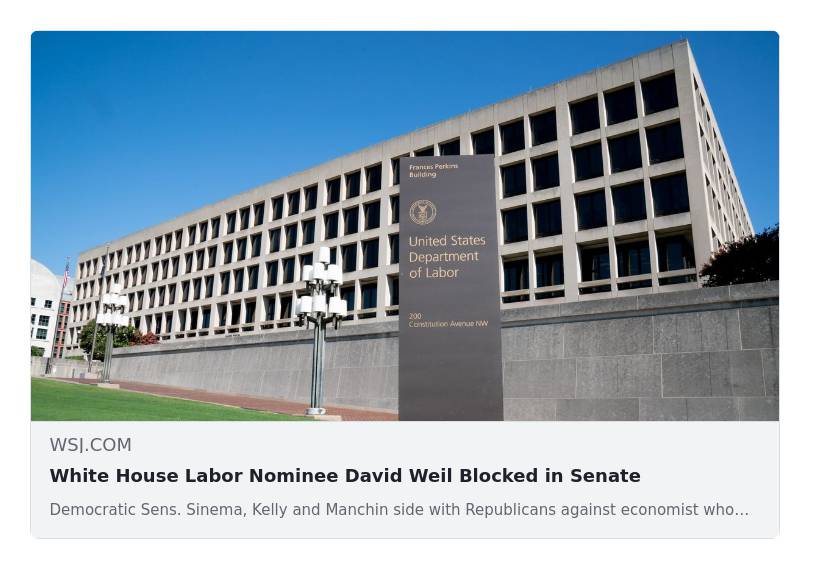 Frances Perkins
Building
United States
Department
of Labor
200
Constitution Avenue NW
WSJ.COM
White House Labor Nominee David Weil Blocked in Senate
Democratic Sens. Sinema, Kelly and Manchin side with Republicans against economist who...